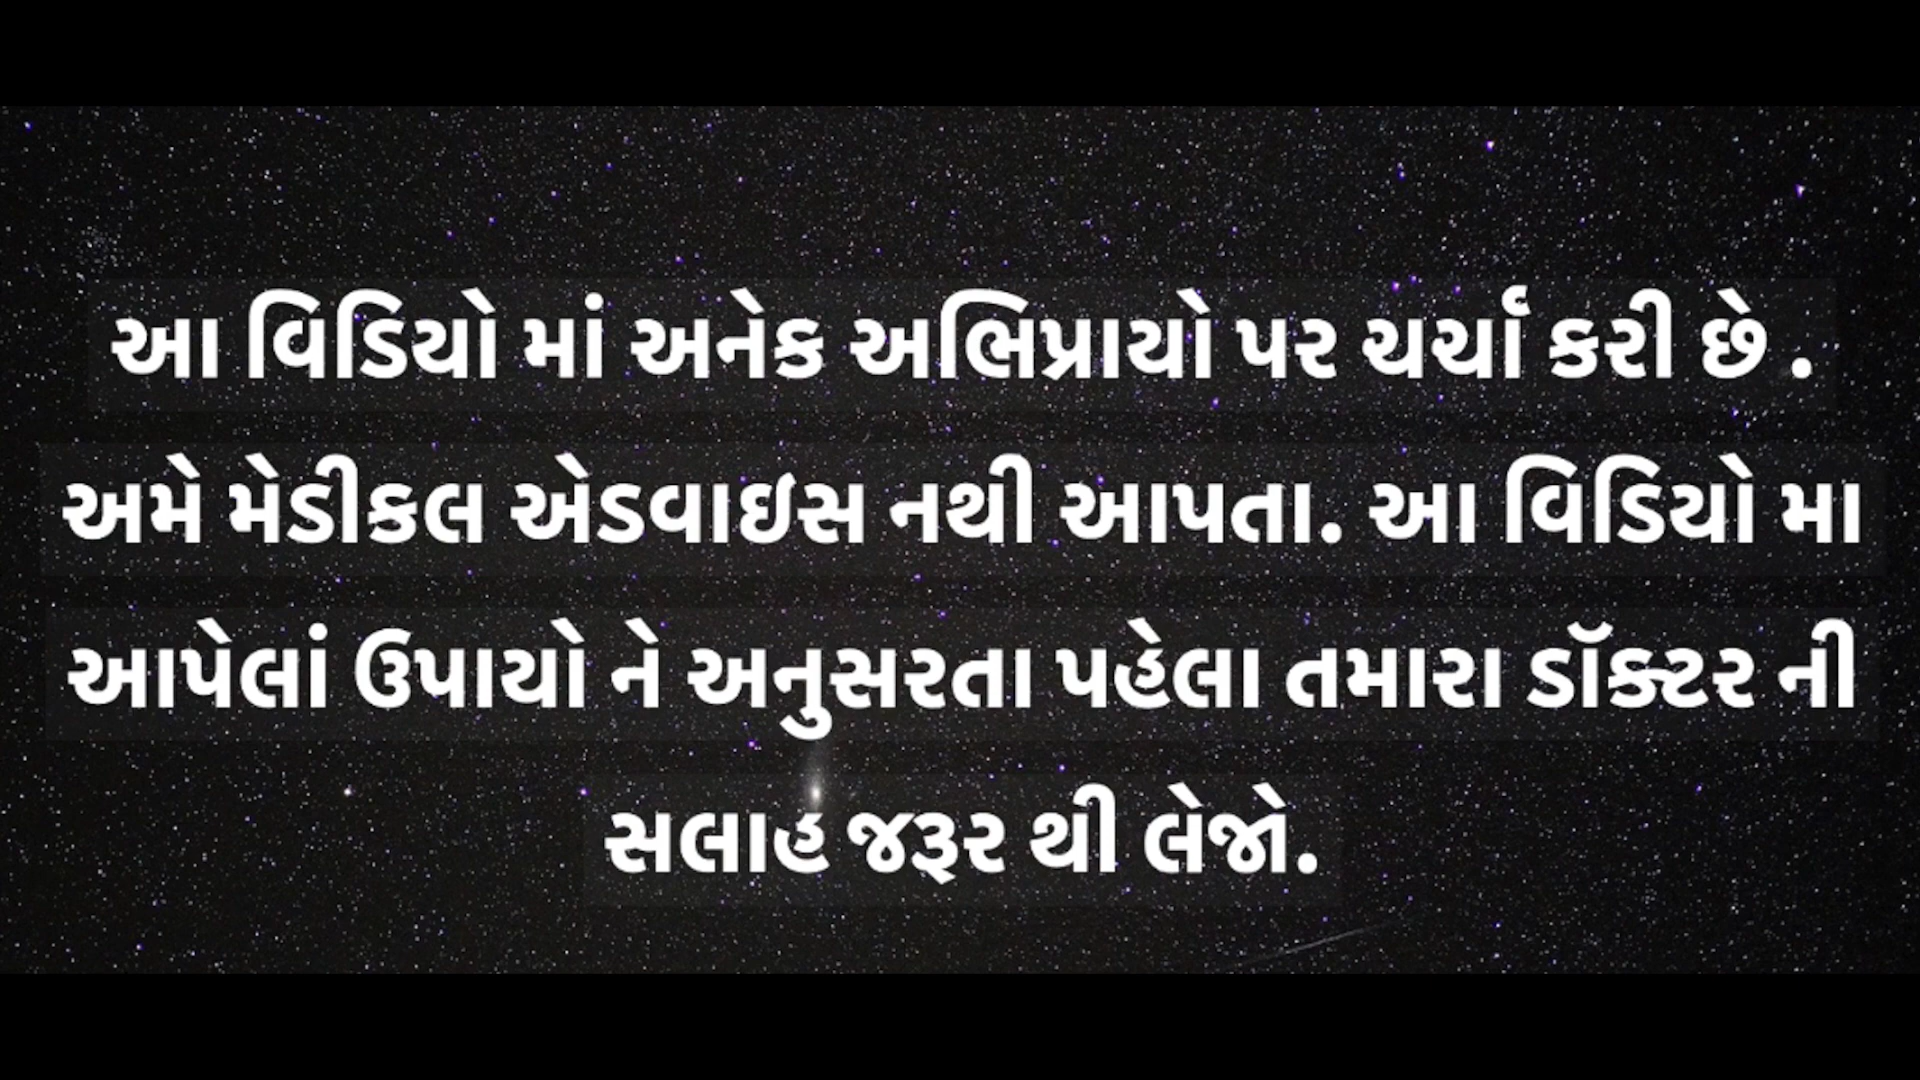 આ વિડિયો માં અનેક અભિપ્રાયો પર ચર્ચાં કરી છે .
અમે મેડીકલ એડવાઇસ નથી આપતા. આ વિડિયો મા
આપેલાં ઉપાયો ને અનુસરતા પહેલા તમારા ડૉક્ટર ની
સલાહ જરૂર થી લેજો.